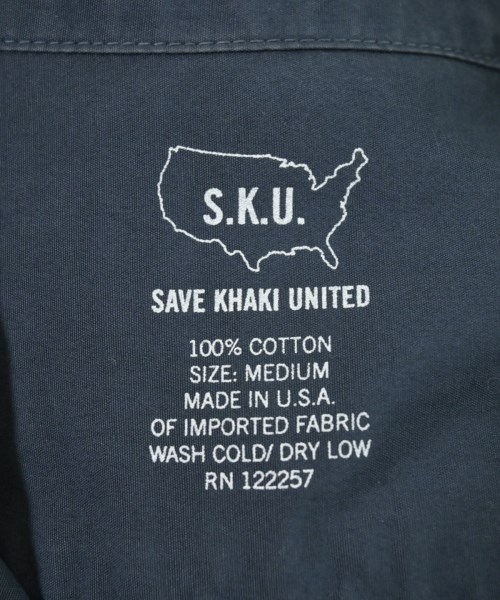 S.K.U.
SAVE KHAKI UNITED
100% COTTON
SIZE: MEDIUM
MADE IN U.S.A.
OF IMPORTED FABRIC
WASH COLD/ DRY LOW
RN 122257